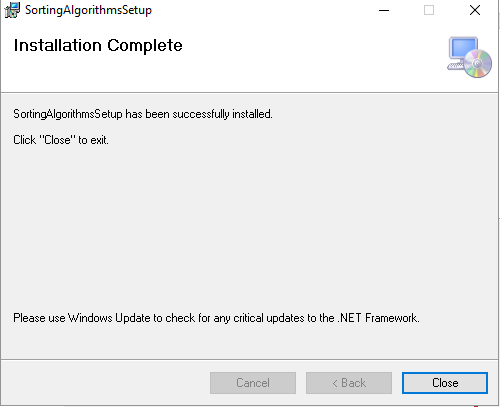 SortingAlgorithmsSetup
Installation Complete
SortingAlgorithmsSetup has been successfully installed.
Click "Close" to exit.
Please use Windows Update to check for any critical updates to the .NET Framework.
Cancel
< Back
Close